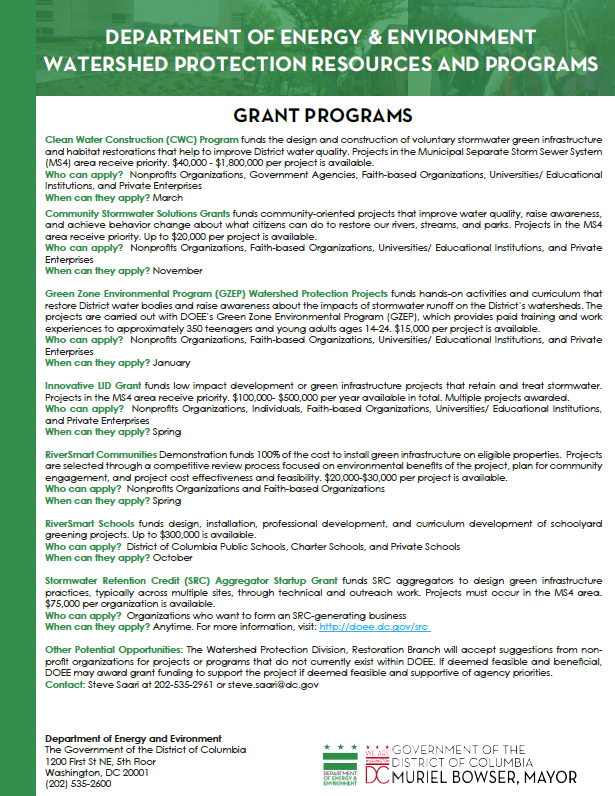 DEPARTMENT OF ENERGY & ENVIRONMENT
WATERSHED PROTECTION RESOURCES AND PROGRAMS
GRANT PROGRAMS
Clean Water Construction (CWC) Program funds the design and construction of voluntary stormwater green infrastructure
and habitat restorations that help to improve District water quality. Projects in the Municipal Separate Storm Sewer System
(MS4) area receive priority. $40,000 - $1,800,000 per project is available.
Who can apply? Nonprofits Organizations, Government Agencies, Faith-based Organizations, Universities/ Educational
Institutions, and Private Enterprises
When can they apply? March
Community Stormwater Solutions Grants funds community-oriented projects that improve water quality, raise awareness,
and achieve behavior change about what citizens can do to restore our rivers, streams, and parks. Projects in the MS4
area receive priority. Up to $20,000 per project is available.
Who can apply? Nonprofits Organizations, Faith-based Organizations, Universities/ Educational Institutions, and Private
Enterprises
When can they apply? November
Green Zone Environmental Program (GZEP) Watershed Protection Projects funds hands-on activities and curriculum that
restore District water bodies and raise awareness about the impacts of stormwater runoff on the District's watersheds. The
projects are carried out with DOEE's Green Zone Environmental Program (GZEP), which provides paid training and work
experiences to approximately 350 teenagers and young adults ages 14-24. $15,000 per project is available.
Who can apply? Nonprofits Organizations, Faith-based Organizations, Universities/ Educational Institutions, and Private
Enterprises
When can they apply? January
Innovative LID Grant funds low impact development or green infrastructure projects that retain and treat stormwater.
Projects in the MS4 area receive priority. $100,000- $500,000 per year available in total. Multiple projects awarded.
Who can apply? Nonprofits Organizations, Individuals, Faith-based Organizations, Universities/ Educational Institutions,
and Private Enterprises
When can they apply? Spring
RiverSmart Communities Demonstration funds 100% of the cost to install green infrastructure on eligible properties. Projects
are selected through a competitive review process focused on environmental benefits of the project, plan for community
engagement, and project cost effectiveness and feasibility. $20,000-$30,000 per project is available.
Who can apply? Nonprofits Organizations and Faith-based Organizations
When can they apply? Spring
RiverSmart Schools funds design, installation, professional development, and curriculum development of schoolyard
greening projects. Up to $300,000 is available.
Who can apply? District of Columbia Public Schools, Charter Schools, and Private Schools
When can they apply? October
Stormwater Retention Credit (SRC) Aggregator Startup Grant funds SRC aggregators to design green infrastructure
practices, typically across multiple sites, through technical and outreach work. Projects must occur in the MS4 area.
$75,000 per organization is available.
Who can apply? Organizations who want to form an SRC-generating business
When can they apply? Anytime. For more information, visit: http://doee.dc.gov/src
Other Potential Opportunities: The Watershed Protection Division, Restoration Branch will accept suggestions from non-
profit organizations for projects or programs that do not currently exist within DOEE. If deemed feasible and beneficial,
DOEE may award grant funding to support the project if deemed feasible and supportive of agency priorities.
Contact: Steve Saari at 202-535-2961 or steve.saari@dc.gov
Department of Energy and Evironment
The Government of the District of Columbia
1200 First St NE, 5th Floor
Washington, DC 20001
(202) 535-2600
DEPARTMENT
OF ENERGY &
ENVIRONMENT
WE ARE
WASHINGTON
DC
GOVERNMENT OF THE
DISTRICT OF COLUMBIA
MURIEL BOWSER, MAYOR